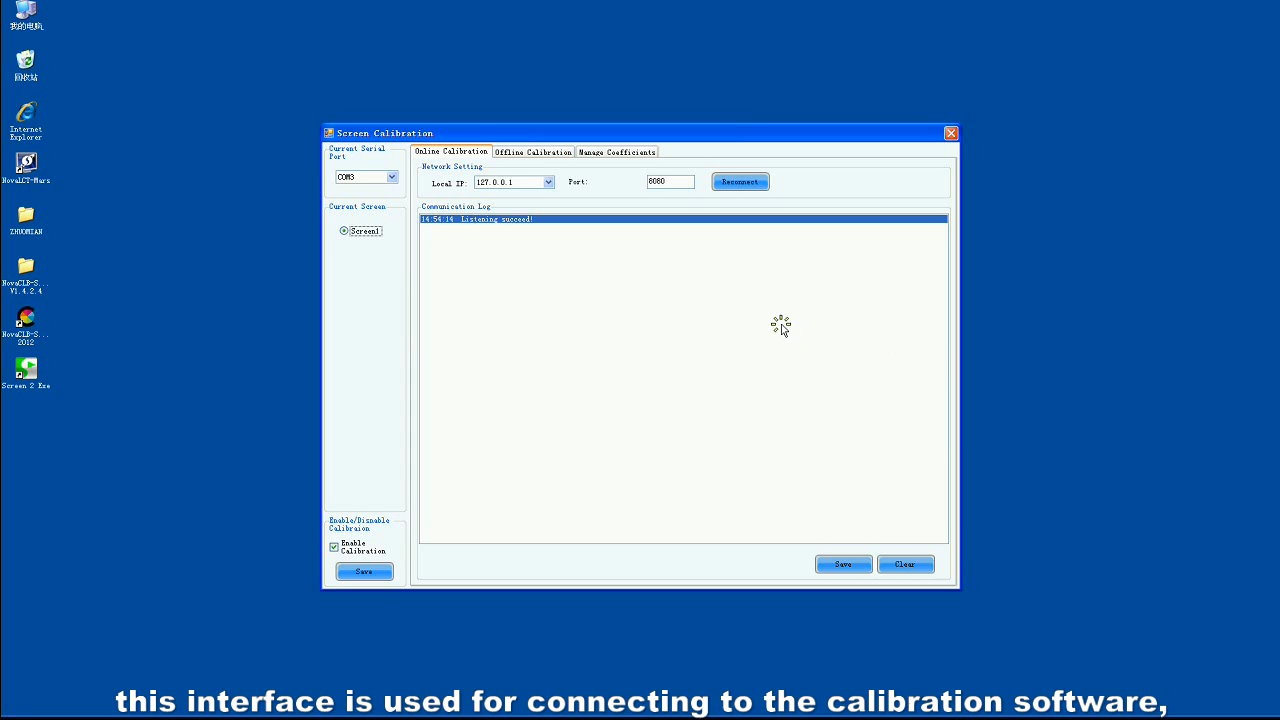 我的电脑
回收站
Internet
Explorer
NovaLCT-Mars
ZHUOMIAN
NovaCLB-S...
V1.4.2.4
NovaCLB-S...
2012
Screen 2 Exe
Screen Calibration
Current Serial
Port
COM3
Current Screen
Screen1
Enable/Disnable
Calibraion
Enable
Calibration
Save
Online Calibration
Offline Calibration
Manage Coefficients
Network Setting
Local IP:
127.0.0.1
Port:
8080
Reconnect
Communication Log
14:54:14 Listening succeed!
Save
Clear
this interface is used for connecting to the calibration software,